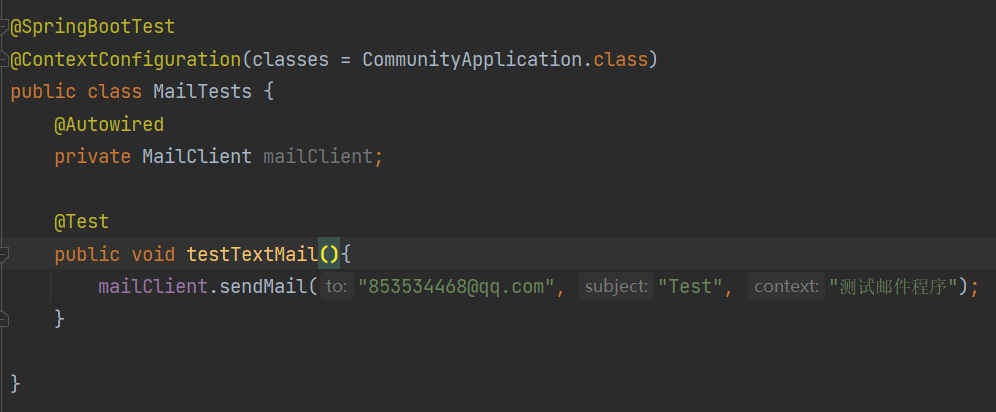 @SpringBootTest
@ContextConfiguration(classes = CommunityApplication.class)
public class MailTests {
@Autowired
private MailClient mailClient;
@Test
public void testTextMail(){
mailClient.sendMail( to: "853534468@qq.com", subject: "Test", context: "测试邮件程序");
}
}